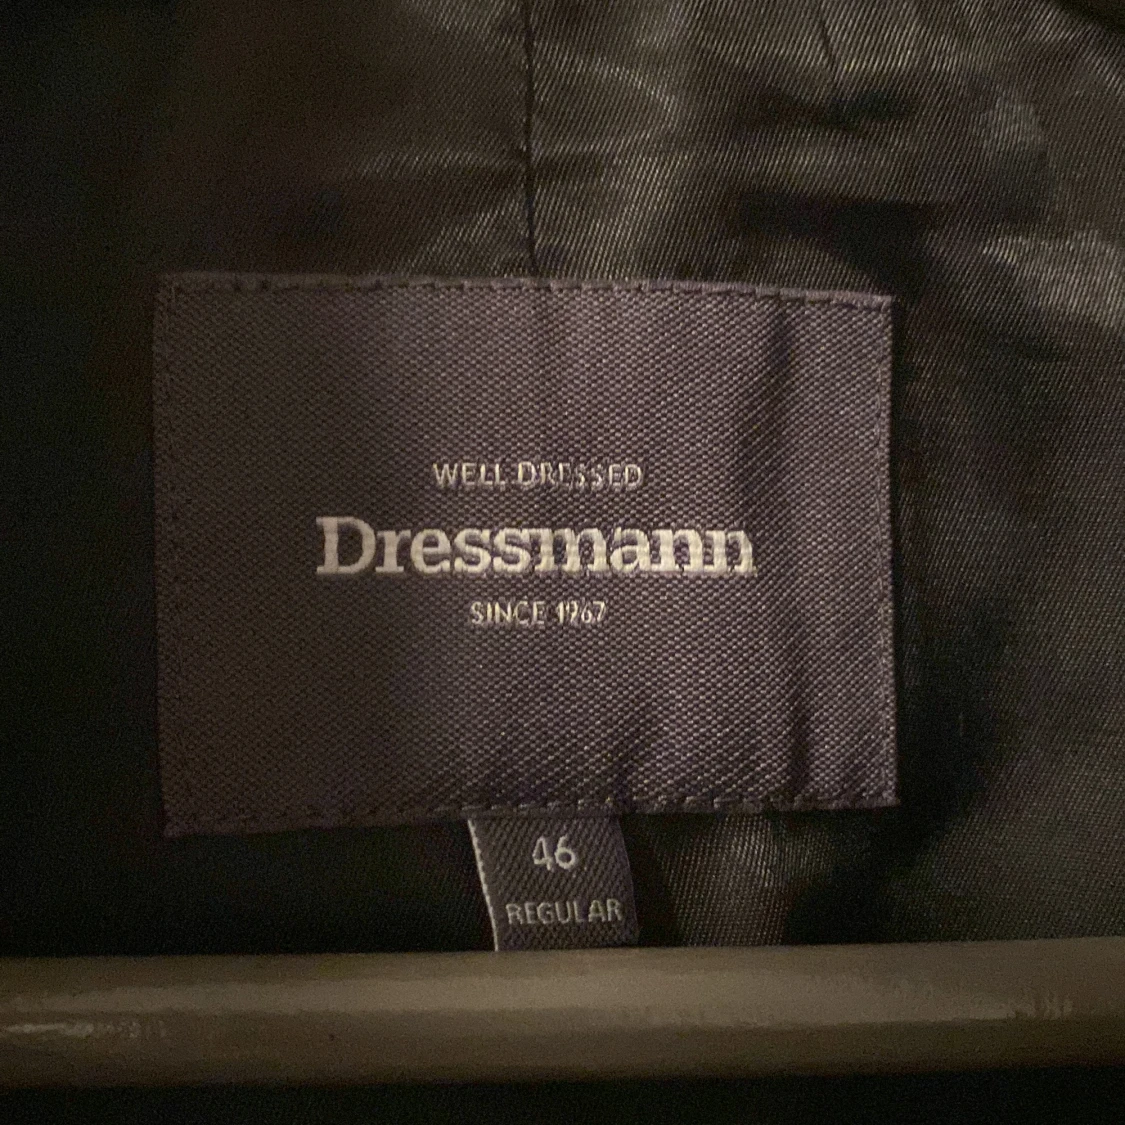 WELL DRESSED
Dressmann
SINCE 1967
46
REGULAR